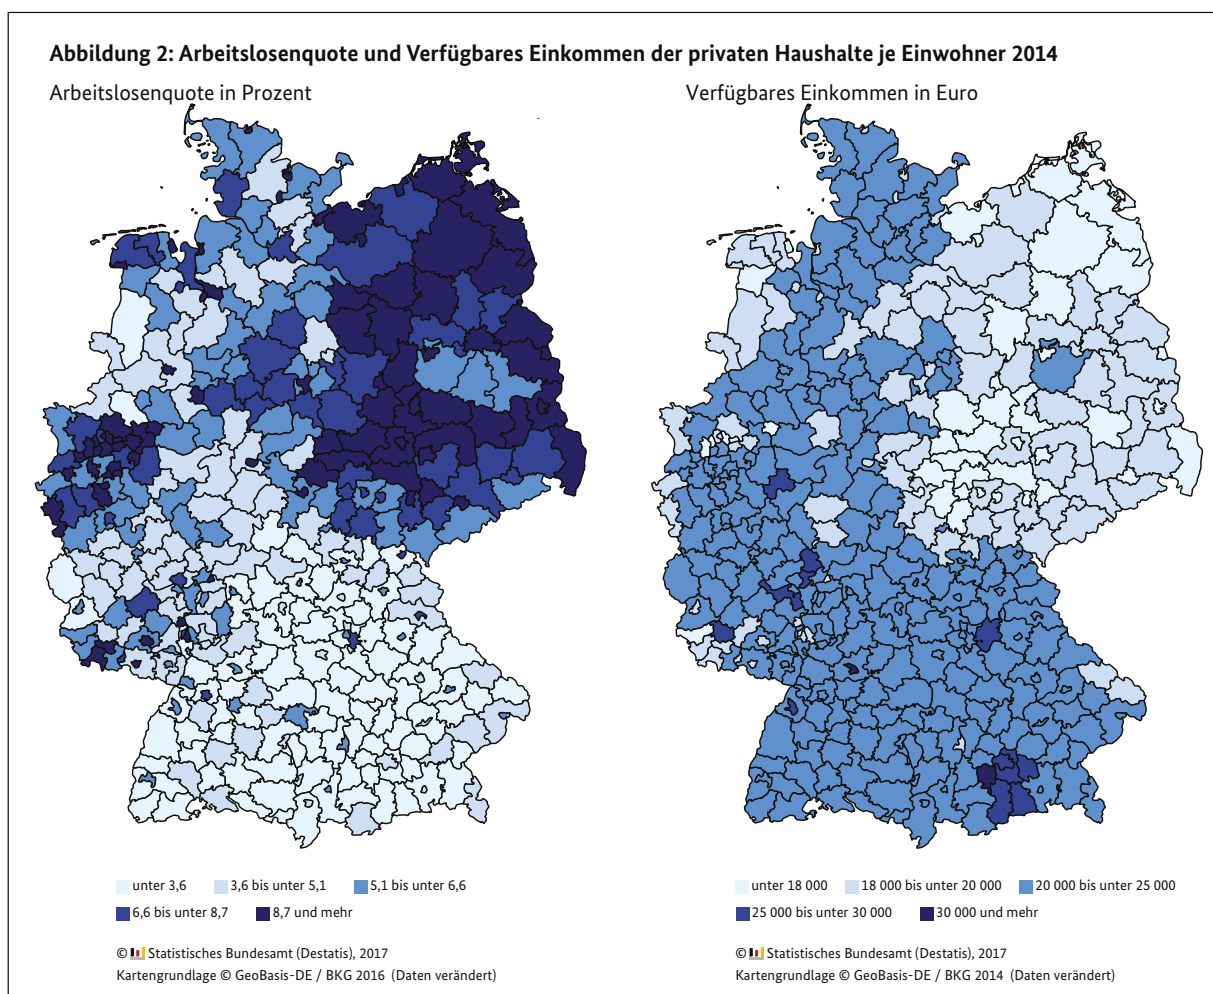 Abbildung 2: Arbeitslosenquote und Verfügbares Einkommen der privaten Haushalte je Einwohner 2014
Arbeitslosenquote in Prozent
Verfügbares Einkommen in Euro
unter 3,6
3,6 bis unter 5,1
5,1 bis unter 6,6
6,6 bis unter 8,7
8,7 und mehr
© Statistisches Bundesamt (Destatis), 2017
Kartengrundlage © GeoBasis-DE / BKG 2016 (Daten verändert)
unter 18 000
18 000 bis unter 20 000
20 000 bis unter 25 000
25 000 bis unter 30 000
30 000 und mehr
© Statistisches Bundesamt (Destatis), 2017
Kartengrundlage © GeoBasis-DE / BKG 2014 (Daten verändert)